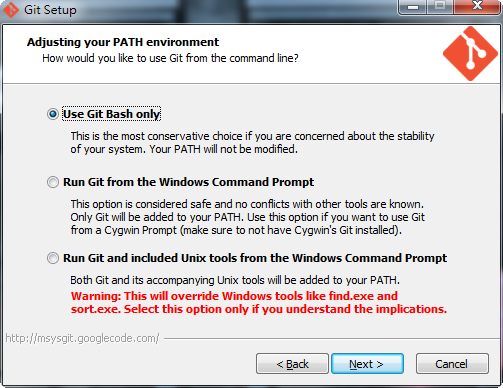 Git Setup
Adjusting your PATH environment
How would you like to use Git from the command line?
Use Git Bash only
This is the most conservative choice if you are concerned about the stability
of your system. Your PATH will not be modified.
Run Git from the Windows Command Prompt
This option is considered safe and no conflicts with other tools are known.
Only Git will be added to your PATH. Use this option if you want to use Git
from a Cygwin Prompt (make sure to not have Cygwin's Git installed).
Run Git and included Unix tools from the Windows Command Prompt
Both Git and its accompanying Unix tools will be added to your PATH.
Warning: This will override Windows tools like find.exe and
sort.exe. Select this option only if you understand the implications.
http://msysgit.googlecode.com/
< Back Next > Cancel